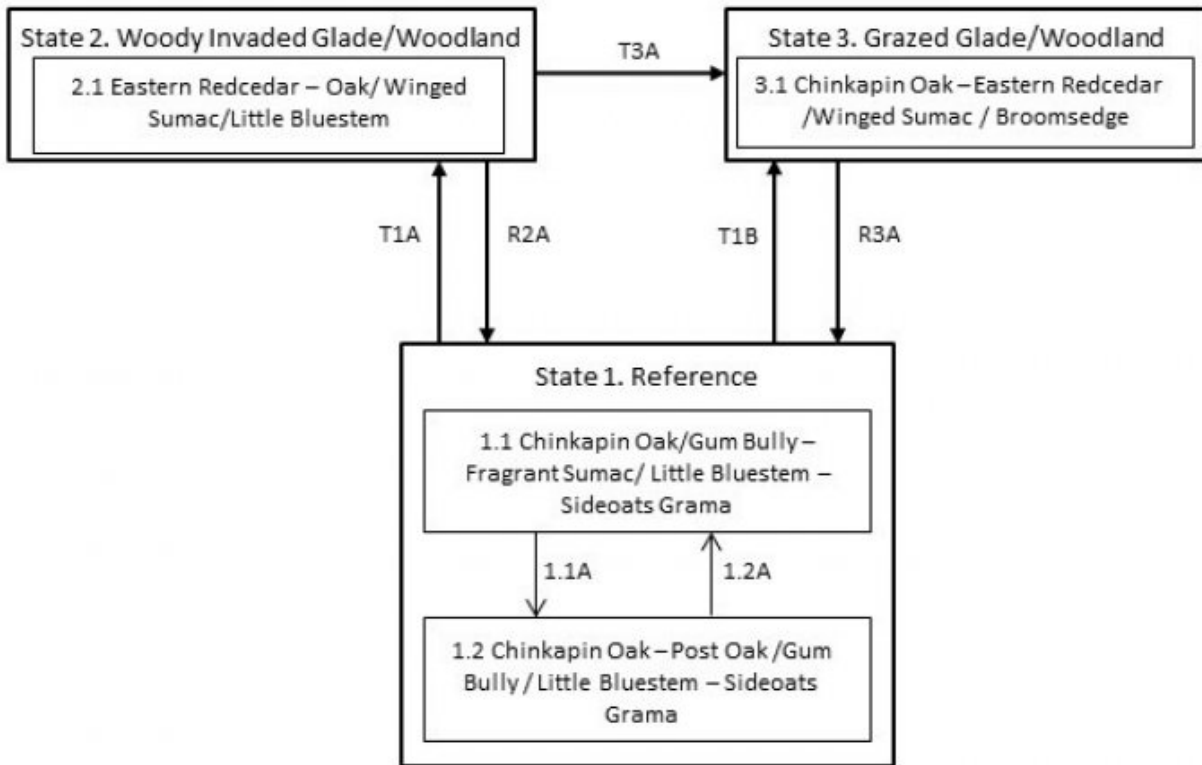 State 2. Woody Invaded Glade/Woodland
2.1 Eastern Redcedar – Oak/ Winged
Sumac/Little Bluestem
T3A
State 3. Grazed Glade/Woodland
3.1 Chinkapin Oak –Eastern Redcedar
/Winged Sumac / Broomsedge
T1A
R2A
T1B
R3A
State 1. Reference
1.1 Chinkapin Oak/Gum Bully –
Fragrant Sumac/ Little Bluestem –
Sideoats Grama
1.1A
1.2A
1.2 Chinkapin Oak –Post Oak /Gum
Bully / Little Bluestem – Sideoats
Grama